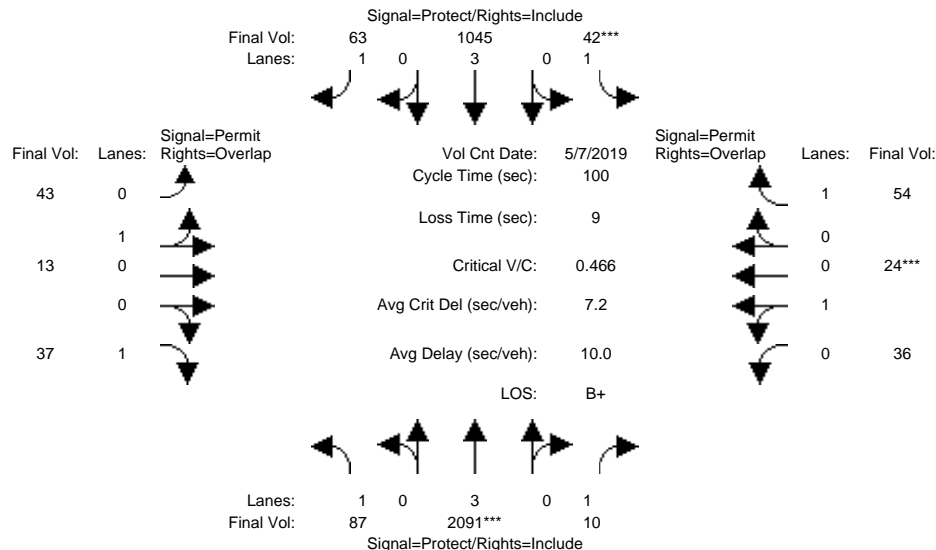 Signal=Protect/Rights=Include
Final Vol: 63 1045 42***
Lanes: 1 0 3 0 1
Signal=Permit Signal=Permit
Final Vol: Lanes: Rights=Overlap Vol Cnt Date: 5/7/2019 Rights=Overlap Lanes: Final Vol:
Cycle Time (sec): 100
43 0 1 54
Loss Time (sec): 9
1 0
13 0 Critical V/C: 0.466 0 24***
0 Avg Crit Del (sec/veh): 7.2 1
37 1 Avg Delay (sec/veh): 10.0 0 36
LOS: B+
Lanes: 1 0 3 0 1
Final Vol: 87 2091*** 10
Signal=Protect/Rights=Include